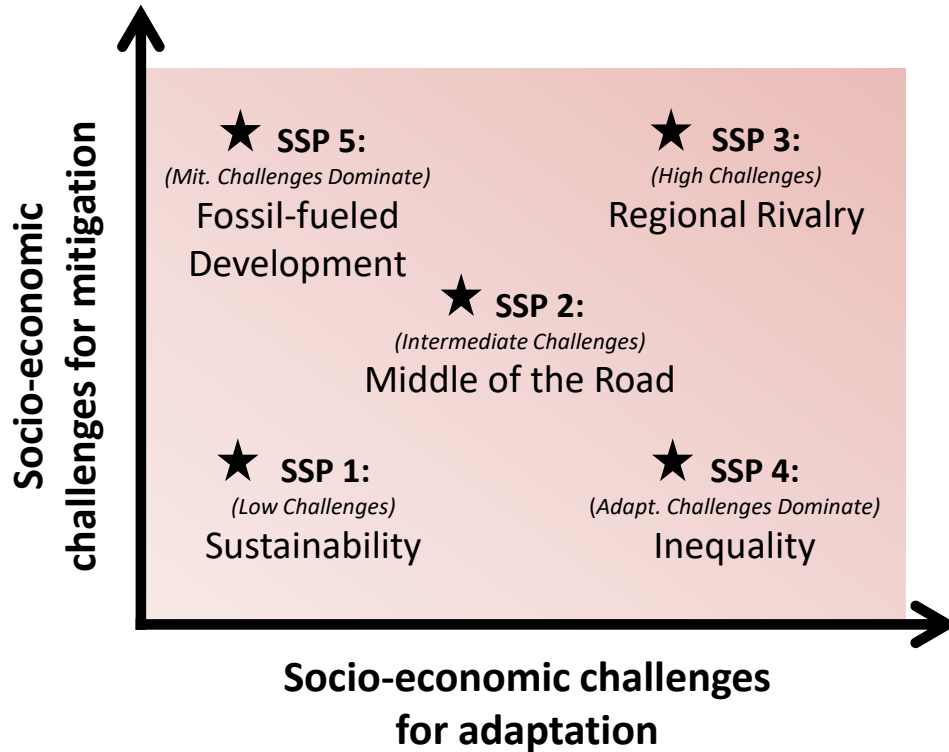 Socio-economic
challenges for mitigation
SSP 5:
(Mit. Challenges Dominate)
Fossil-fueled
Development
SSP 3:
(High Challenges)
Regional Rivalry
SSP 2:
(Intermediate Challenges)
Middle of the Road
SSP 1:
(Low Challenges)
Sustainability
SSP 4:
(Adapt. Challenges Dominate)
Inequality
Socio-economic challenges
for adaptation